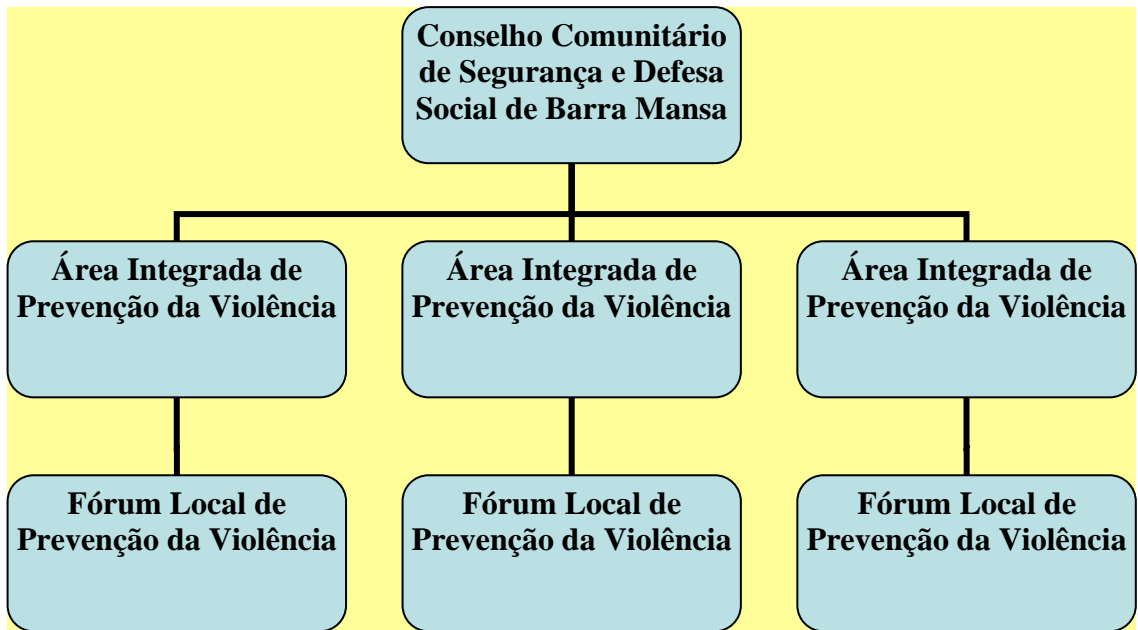 Conselho Comunitário
de Segurança e Defesa
Social de Barra Mansa
Área Integrada de
Prevenção da Violência
Área Integrada de
Prevenção da Violência
Área Integrada de
Prevenção da Violência
Fórum Local de
Prevenção da Violência
Fórum Local de
Prevenção da Violência
Fórum Local de
Prevenção da Violência